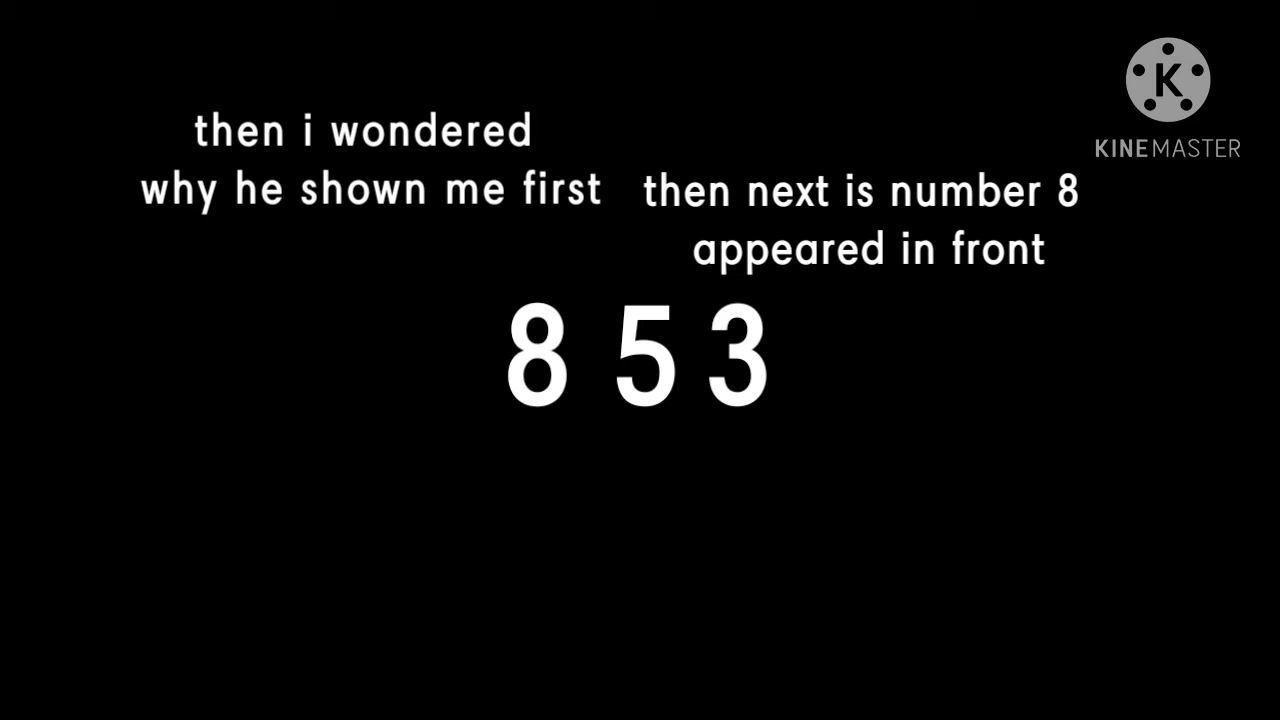 then i wondered
why he shown me first
then next is number 8
appeared in front
8 5 3
K
KINEMASTER